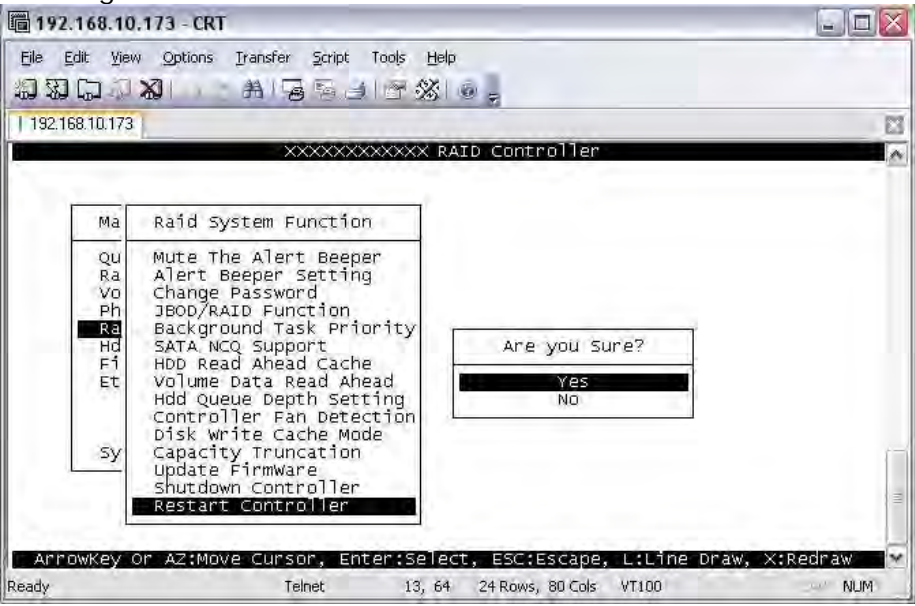 192.168.10.173 - CRT
File Edit View Options Transfer Script Tools Help
192.168.10.173
XXXXXXXXXXXX RAID Controller
Ma
Raid System Function
Qu
Mute The Alert Beeper
Ra
Alert Beeper Setting
Vo
Change Password
Ph
JBOD/RAID Function
Ra
Background Task Priority
Hd
SATA NCQ Support
Fi
HDD Read Ahead Cache
Et
Volume Data Read Ahead
Hdd Queue Depth Setting
Controller Fan Detection
Disk Write Cache Mode
Sy
Capacity Truncation
Update FirmWare
Shutdown Controller
Restart Controller
Are you Sure?
Yes
No
ArrowKey Or AZ:Move Cursor, Enter:Select, ESC:Escape, L:Line Draw, X:Redraw
Ready Telnet 13, 64 24 Rows, 80 Cols VT100 NUM